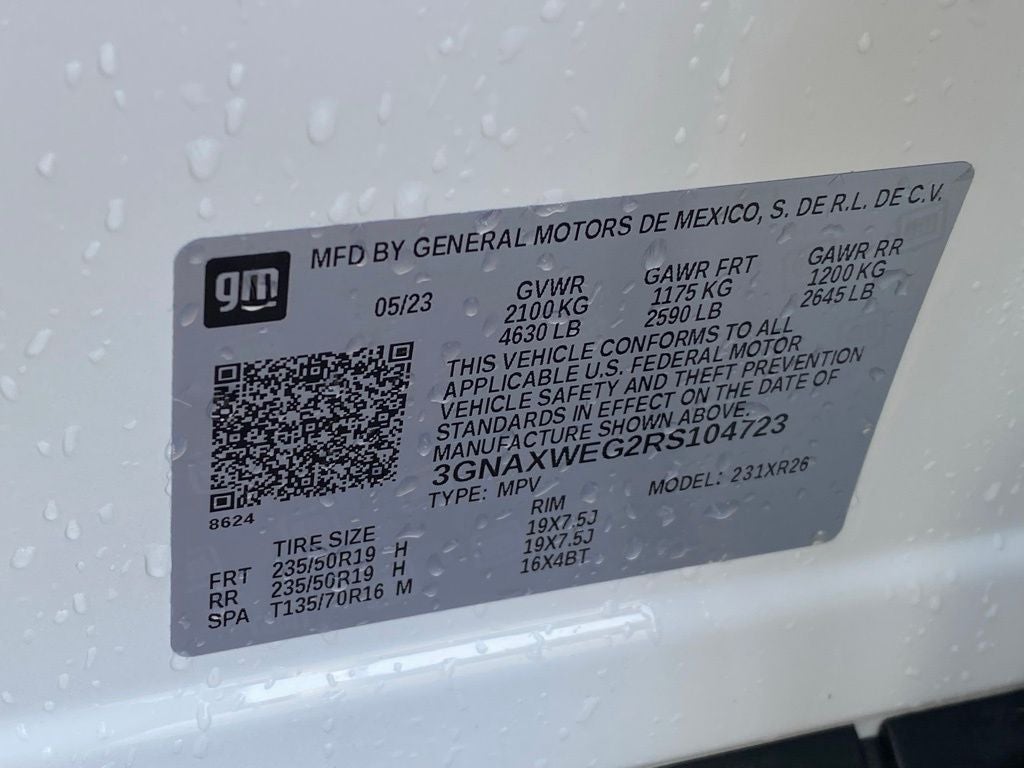 MFD BY GENERAL MOTORS DE MEXICO, S. DE R.L. DE C.V.
gm
05/23
GVWR GAWR FRT GAWR RR
2100 KG 1175 KG 1200 KG
4630 LB 2590 LB 2645 LB
THIS VEHICLE CONFORMS TO ALL
APPLICABLE U.S. FEDERAL MOTOR
VEHICLE SAFETY AND THEFT PREVENTION
STANDARDS IN EFFECT ON THE DATE OF
MANUFACTURE SHOWN ABOVE.
3GNAXWEG2RS104723
TYPE: MPV MODEL: 231XR26
8624
TIRE SIZE RIM
FRT 235/50R19 H 19X7.5J
RR 235/50R19 H 19X7.5J
SPA T135/70R16 M 16X4BT